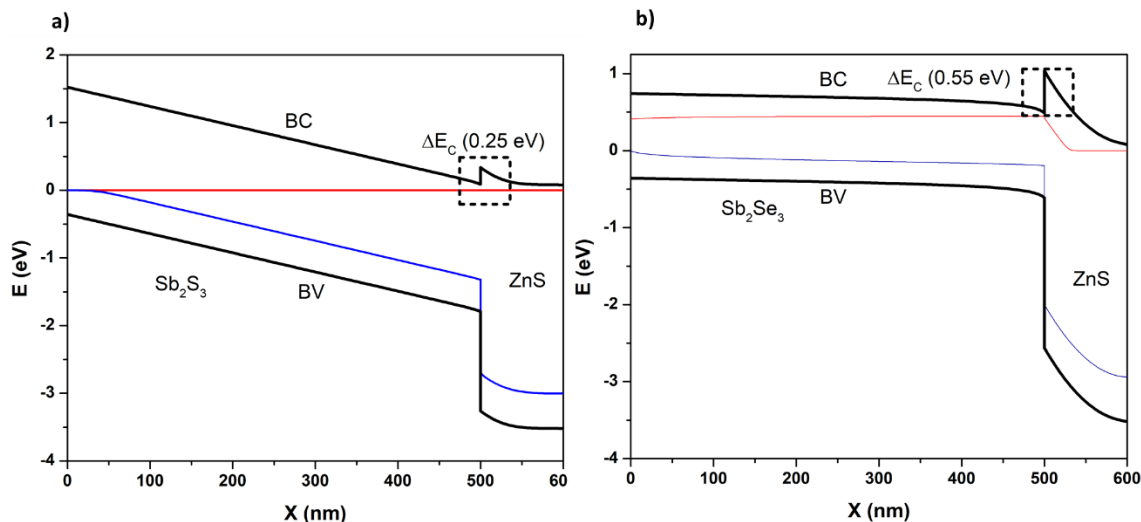 a)
2
1
0
-1
-2
-3
-4
E (eV)
BC
ΔE_C (0.25 eV)
Sb₂S₃
BV
ZnS
0 100 200 300 400 500 60
X (nm)
b)
1
0
-1
-2
-3
-4
E (eV)
BC
ΔE_C (0.55 eV)
Sb₂Se₃
BV
ZnS
0 100 200 300 400 500 600
X (nm)